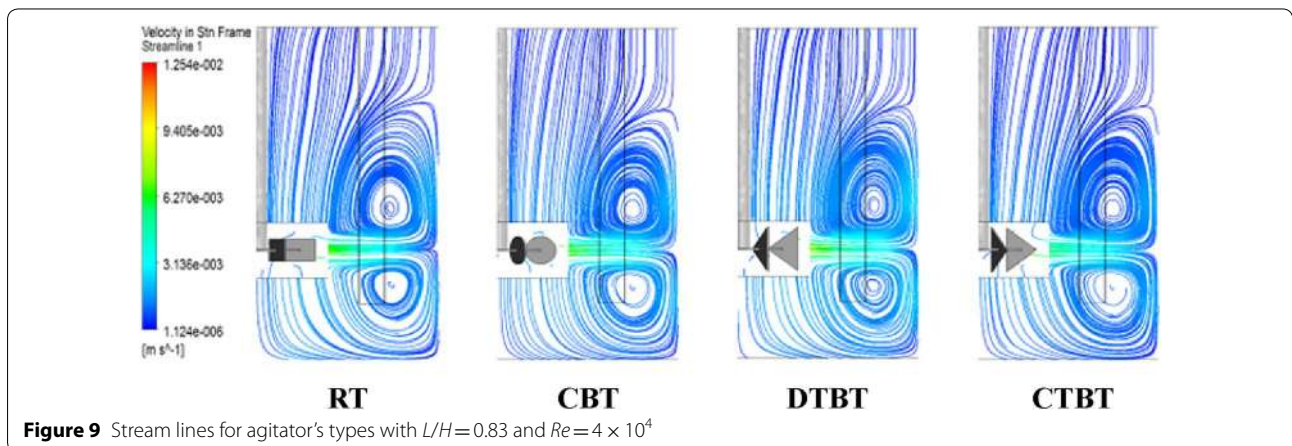 Velocity in Stn Frame
Streamline 1
1.254e-002
9.405e-003
6.270e-003
3.136e-003
1.124e-006
[m s^-1]
RT CBT DTBT CTBT
Figure 9 Stream lines for agitator's types with L/H = 0.83 and Re = 4 × 10⁴